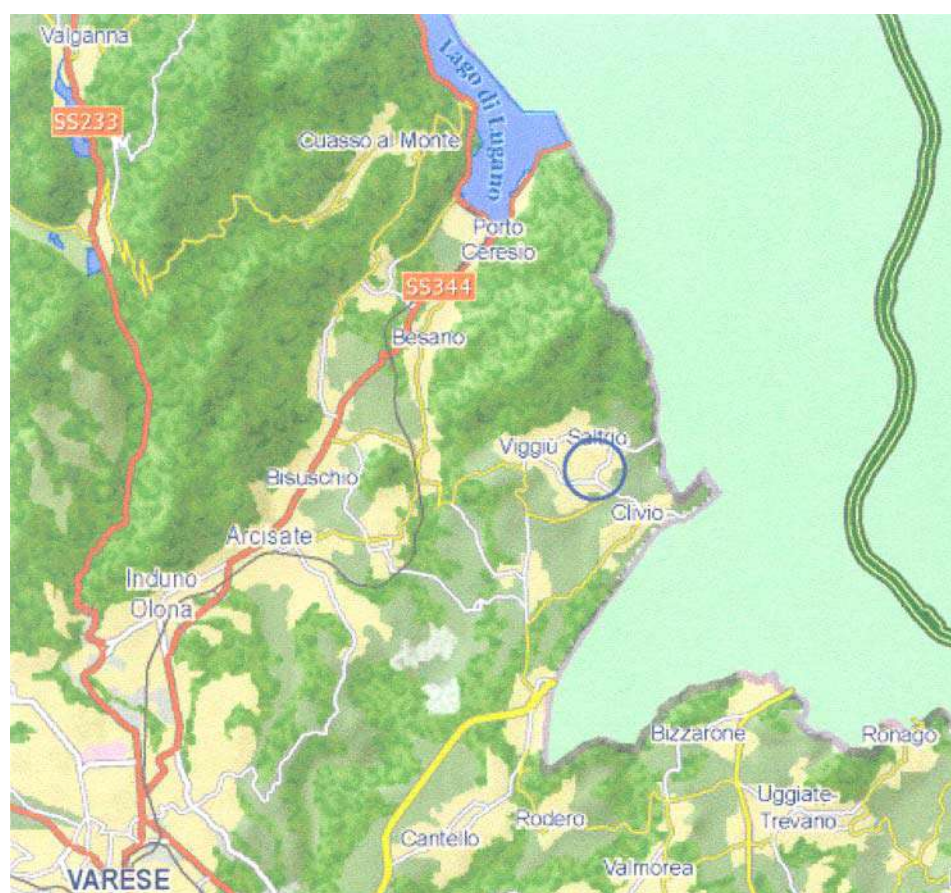 Valganna
SS233
Lago di Lugano
Cuasso al Monte
Porto
Ceresio
SS344
Besano
Viggiù
Saltrio
Bisuschio
Clivio
Arcisate
Induno
Olona
Bizzarone
Ronago
Uggiate-
Trevano
Rodero
Cantello
Valmorea
VARESE